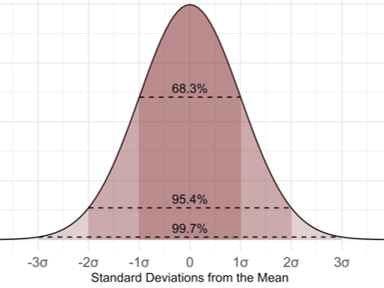 68.3%
95.4%
99.7%
-3σ -2σ -1σ 0 1σ 2σ 3σ
Standard Deviations from the Mean